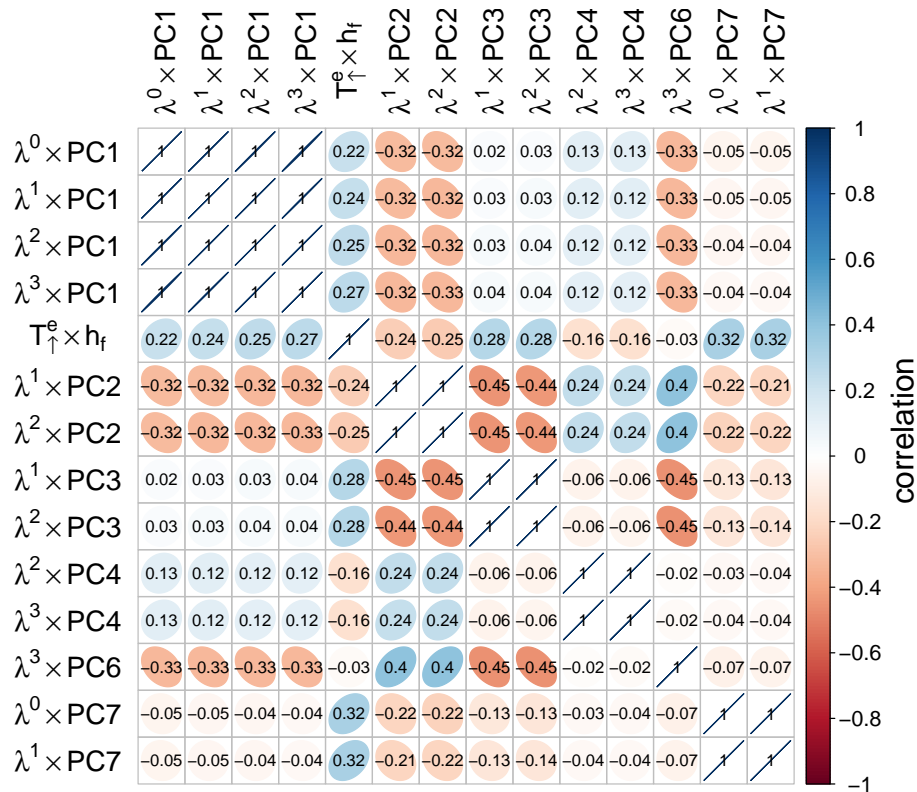 λ⁰×PC1 λ¹×PC1 λ²×PC1 λ³×PC1 T↑ᵉ×h_f λ¹×PC2 λ²×PC2 λ¹×PC3 λ²×PC3 λ²×PC4 λ³×PC4 λ³×PC6 λ⁰×PC7 λ¹×PC7
λ⁰×PC1 1 1 1 1 0.22 −0.32 −0.32 0.02 0.03 0.13 0.13 −0.33 −0.05 −0.05
λ¹×PC1 1 1 1 1 0.24 −0.32 −0.32 0.03 0.03 0.12 0.12 −0.33 −0.05 −0.05
λ²×PC1 1 1 1 1 0.25 −0.32 −0.32 0.03 0.04 0.12 0.12 −0.33 −0.04 −0.04
λ³×PC1 1 1 1 1 0.27 −0.32 −0.33 0.04 0.04 0.12 0.12 −0.33 −0.04 −0.04
T↑ᵉ×h_f 0.22 0.24 0.25 0.27 1 −0.24 −0.25 0.28 0.28 −0.16 −0.16 −0.03 0.32 0.32
λ¹×PC2 −0.32 −0.32 −0.32 −0.32 −0.24 1 1 −0.45 −0.44 0.24 0.24 0.4 −0.22 −0.21
λ²×PC2 −0.32 −0.32 −0.32 −0.33 −0.25 1 1 −0.45 −0.44 0.24 0.24 0.4 −0.22 −0.22
λ¹×PC3 0.02 0.03 0.03 0.04 0.28 −0.45 −0.45 1 1 −0.06 −0.06 −0.45 −0.13 −0.13
λ²×PC3 0.03 0.03 0.04 0.04 0.28 −0.44 −0.44 1 1 −0.06 −0.06 −0.45 −0.13 −0.14
λ²×PC4 0.13 0.12 0.12 0.12 −0.16 0.24 0.24 −0.06 −0.06 1 1 −0.02 −0.03 −0.04
λ³×PC4 0.13 0.12 0.12 0.12 −0.16 0.24 0.24 −0.06 −0.06 1 1 −0.02 −0.04 −0.04
λ³×PC6 −0.33 −0.33 −0.33 −0.33 −0.03 0.4 0.4 −0.45 −0.45 −0.02 −0.02 1 −0.07 −0.07
λ⁰×PC7 −0.05 −0.05 −0.04 −0.04 0.32 −0.22 −0.22 −0.13 −0.13 −0.03 −0.04 −0.07 1 1
λ¹×PC7 −0.05 −0.05 −0.04 −0.04 0.32 −0.21 −0.22 −0.13 −0.14 −0.04 −0.04 −0.07 1 1
1
0.8
0.6
0.4
0.2
0
−0.2
−0.4
−0.6
−0.8
−1
correlation